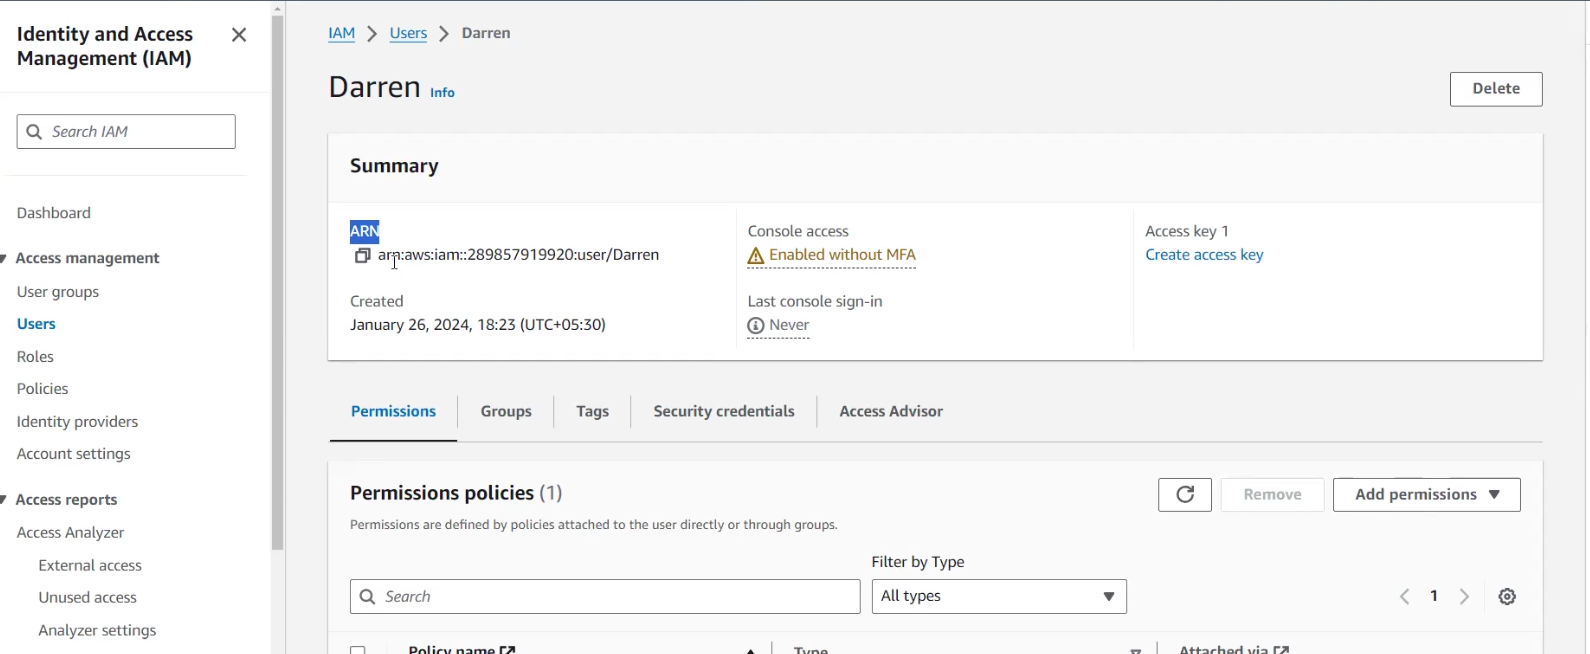 Identity and Access
Management (IAM)
Search IAM
Dashboard
Access management
User groups
Users
Roles
Policies
Identity providers
Account settings
Access reports
Access Analyzer
External access
Unused access
Analyzer settings
IAM > Users > Darren
Darren Info
Delete
Summary
ARN
arn:aws:iam::289857919920:user/Darren
Created
January 26, 2024, 18:23 (UTC+05:30)
Console access
Enabled without MFA
Last console sign-in
Never
Access key 1
Create access key
Permissions
Groups
Tags
Security credentials
Access Advisor
Permissions policies (1)
Permissions are defined by policies attached to the user directly or through groups.
Remove
Add permissions
Filter by Type
Search
All types
1
Policy name
Type
Attached via